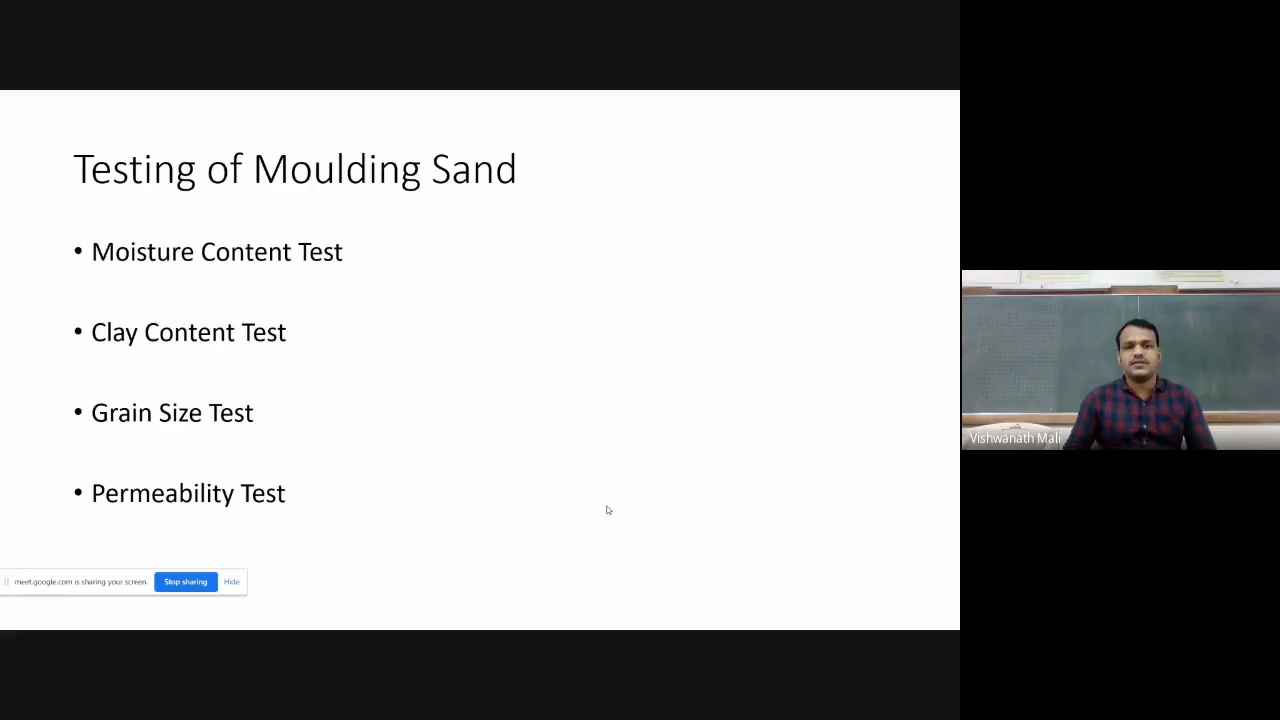 Testing of Moulding Sand
• Moisture Content Test
• Clay Content Test
• Grain Size Test
• Permeability Test
meet.google.com is sharing your screen. Stop sharing Hide
Vishwanath Mali